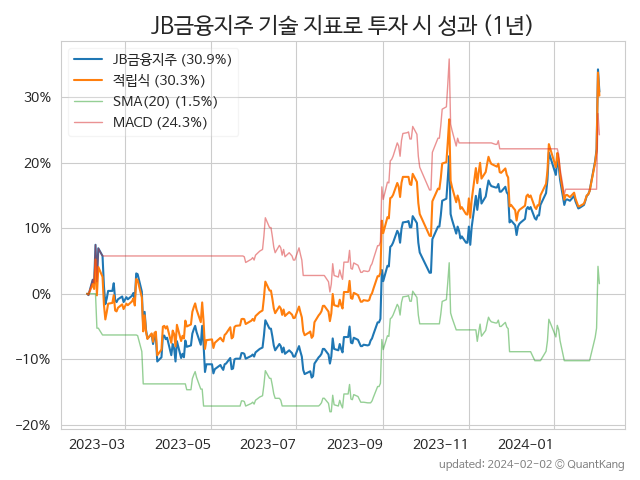 JB금융지주 기술 지표로 투자 시 성과 (1년)
JB금융지주 (30.9%)
적립식 (30.3%)
SMA(20) (1.5%)
MACD (24.3%)
30%
20%
10%
0%
−10%
−20%
2023-03 2023-05 2023-07 2023-09 2023-11 2024-01
updated: 2024-02-02 © QuantKang